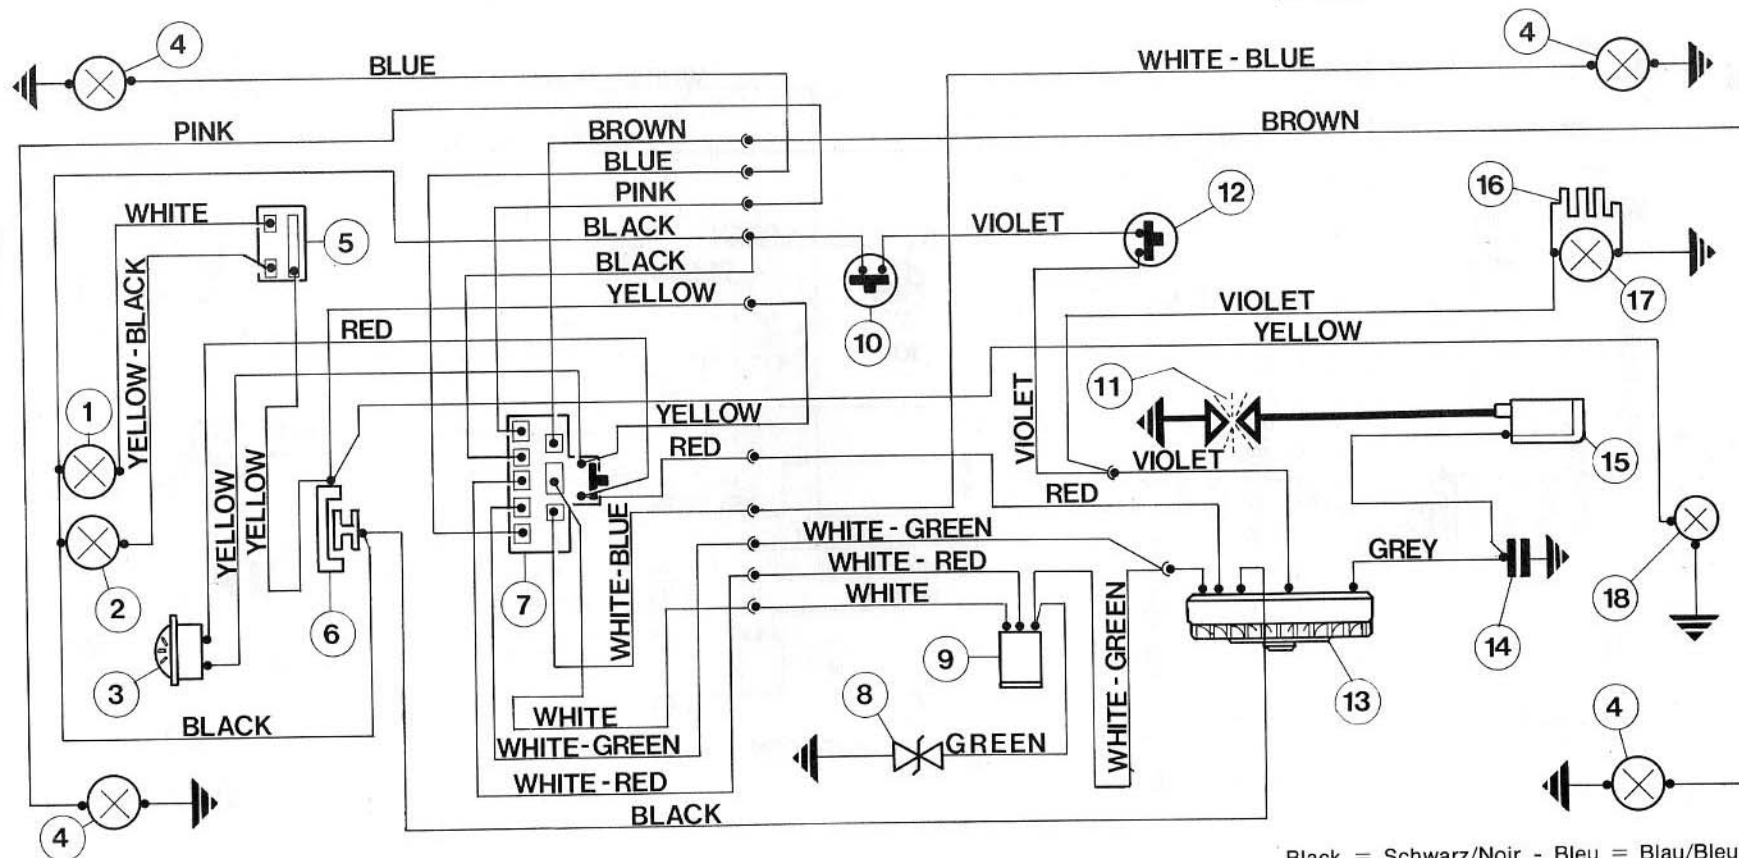 4
BLUE
WHITE - BLUE
4
PINK
BROWN
BROWN
BLUE
PINK
12
16
WHITE
5
BLACK
VIOLET
BLACK
YELLOW
VIOLET
17
YELLOW - BLACK
RED
10
YELLOW
11
1
YELLOW
VIOLET
RED
VIOLET
15
YELLOW
YELLOW
RED
2
WHITE - GREEN
GREY
WHITE - RED
WHITE
WHITE-BLUE
WHITE - GREEN
18
7
6
9
14
3
8
13
4
BLACK
WHITE
WHITE-GREEN
GREEN
WHITE-RED
BLACK
4
Black = Schwarz/Noir - Bleu = Blau/Bleu